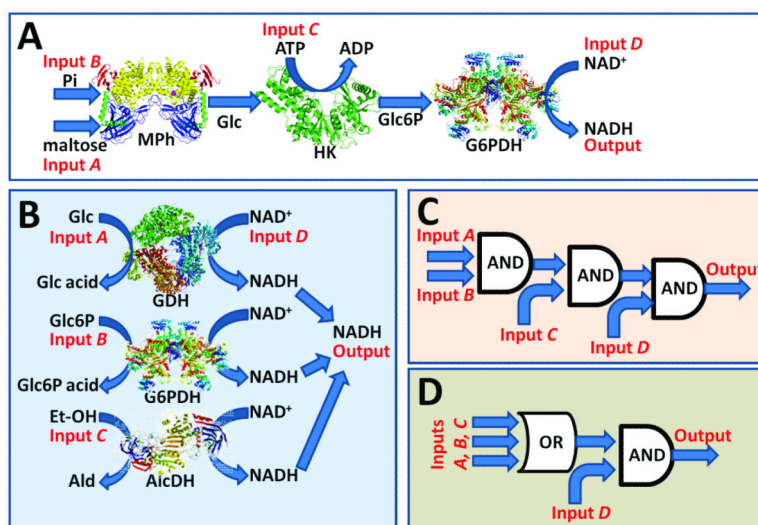 A
Input B
Pi
maltose
Input A
MPh
Glc
Input C
ATP
ADP
HK
Glc6P
G6PDH
Input D
NAD+
NADH
Output
B
Glc
Input A
Glc acid
GDH
NAD+
Input D
NADH
Glc6P
Input B
Glc6P acid
G6PDH
NAD+
NADH
NADH
Output
Et-OH
Input C
Ald
AicDH
NAD+
NADH
C
Input A
Input B
AND
Input C
AND
Input D
AND
Output
D
Inputs
A, B, C
OR
Input D
AND
Output